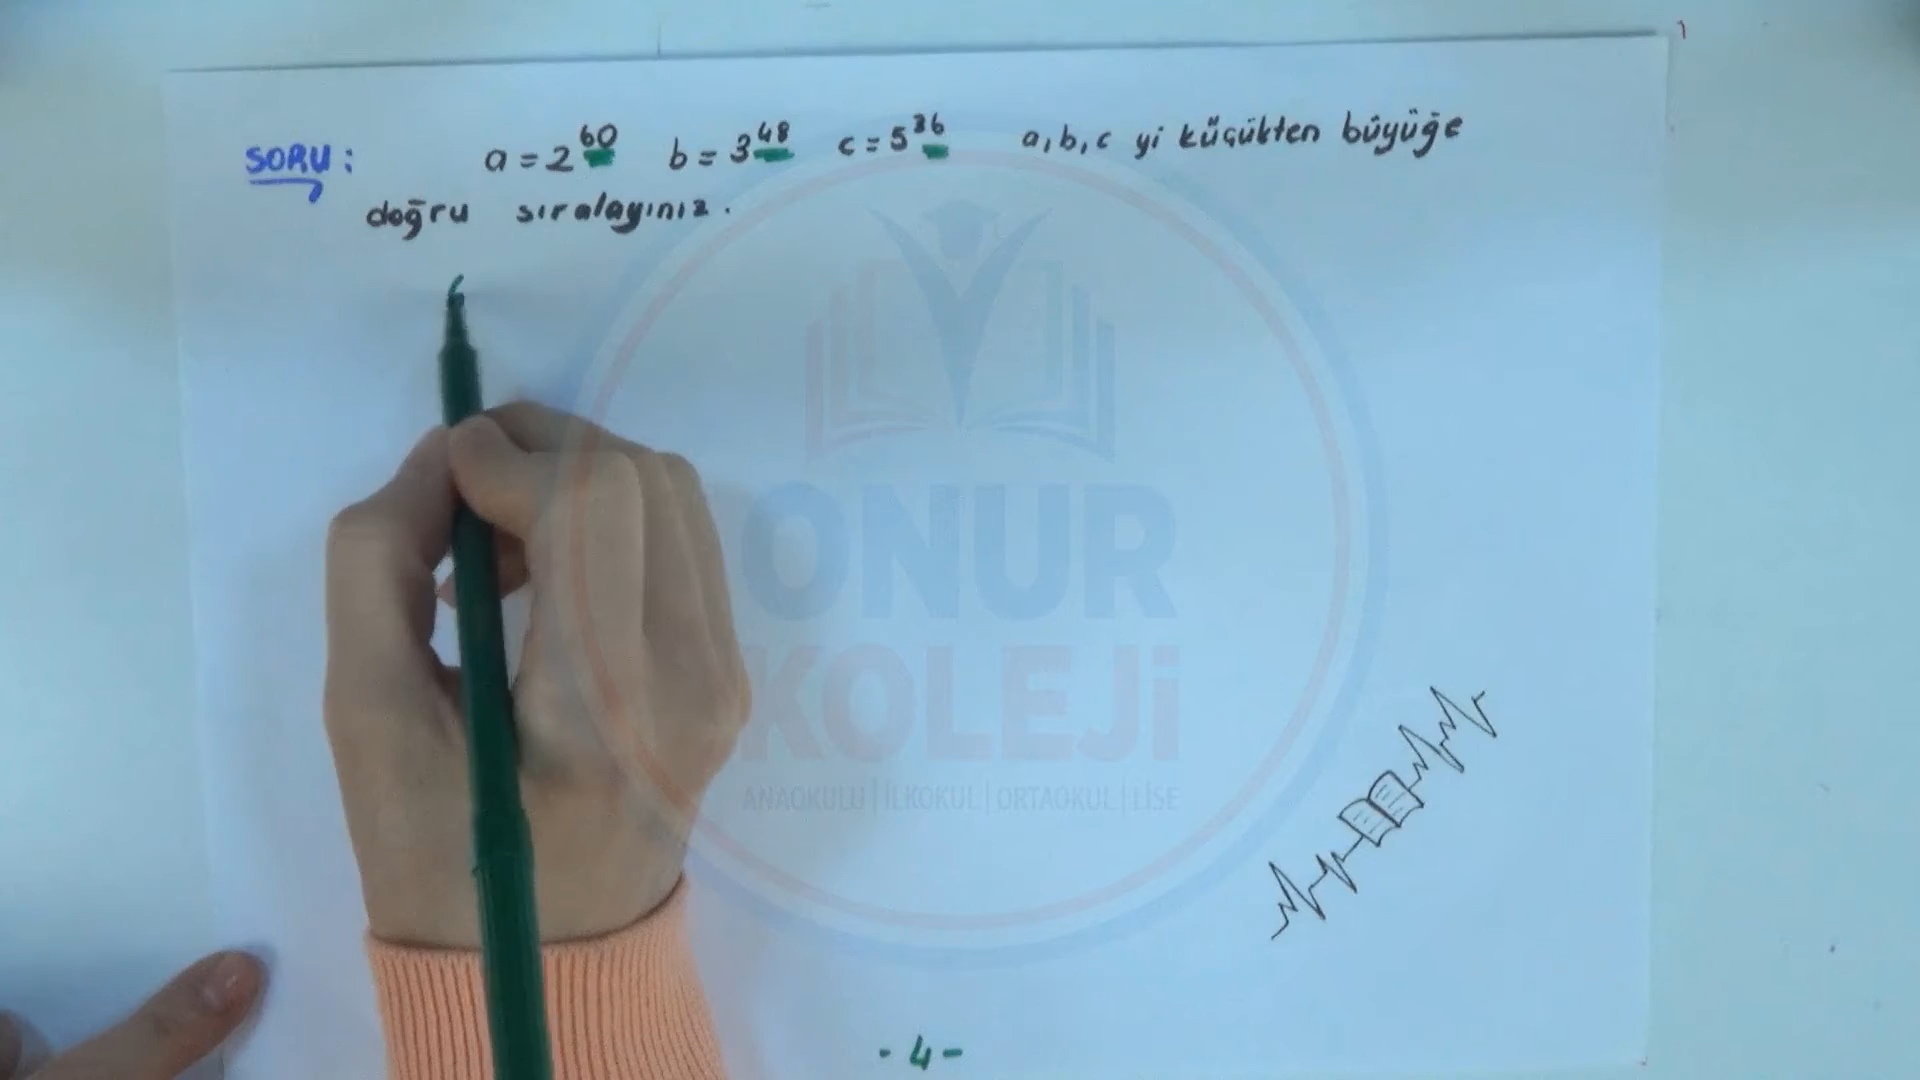 SORU: a = 2^60 b = 3^48 c = 5^36 a, b, c yi küçükten büyüğe
doğru sıralayınız.
ONUR
KOLEJİ
ANAOKULU | İLKOKUL | ORTAOKUL | LİSE
- 4 -